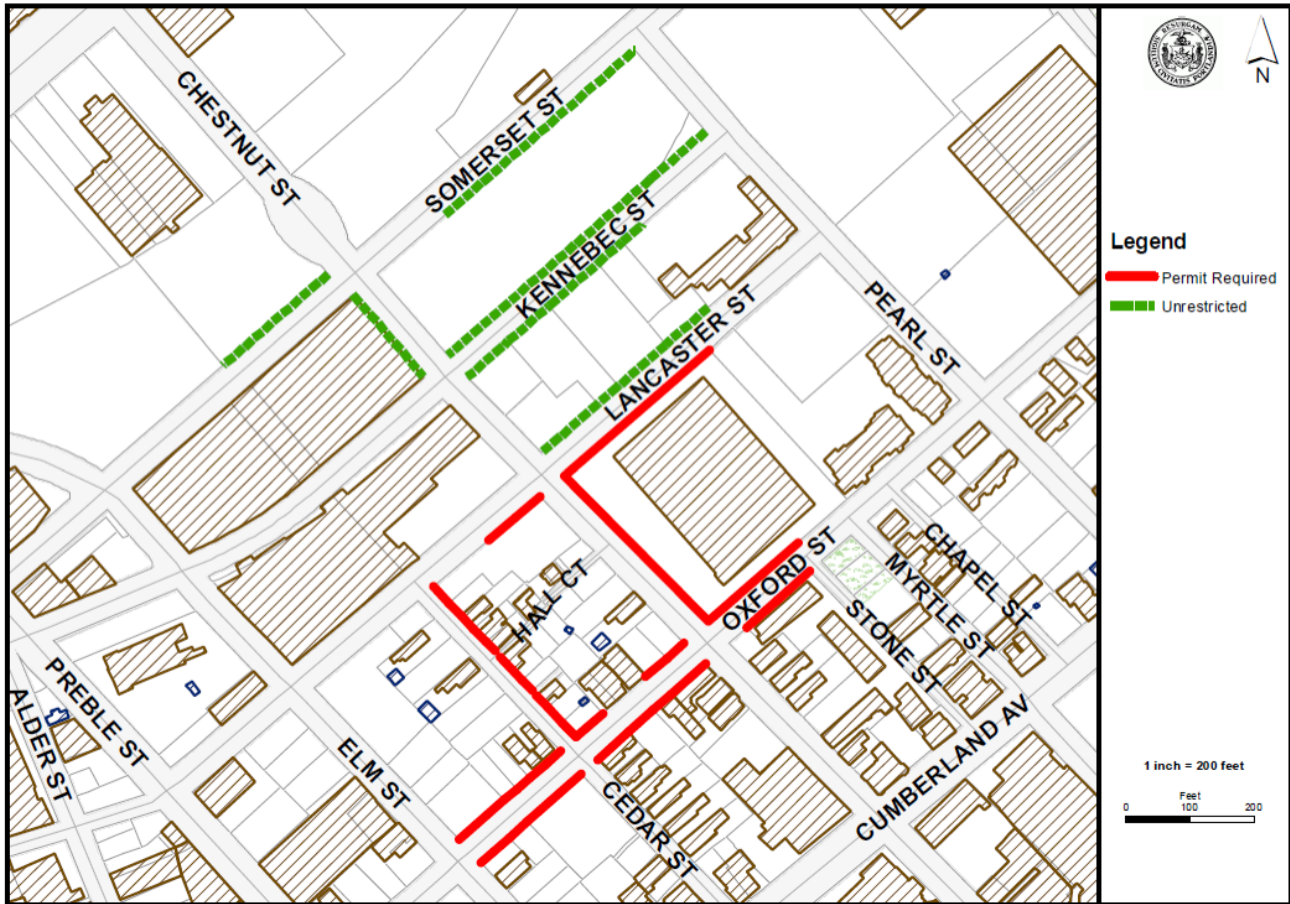 CHESTNUT ST
SOMERSET ST
KENNEBEC ST
LANCASTER ST
PEARL ST
HALL CT
OXFORD ST
CHAPEL ST
MYRTLE ST
STONE ST
PREBLE ST
ALDER ST
ELM ST
CEDAR ST
CUMBERLAND AV
RESURGAM
N
Legend
Permit Required
Unrestricted
1 inch = 200 feet
Feet
0 100 200